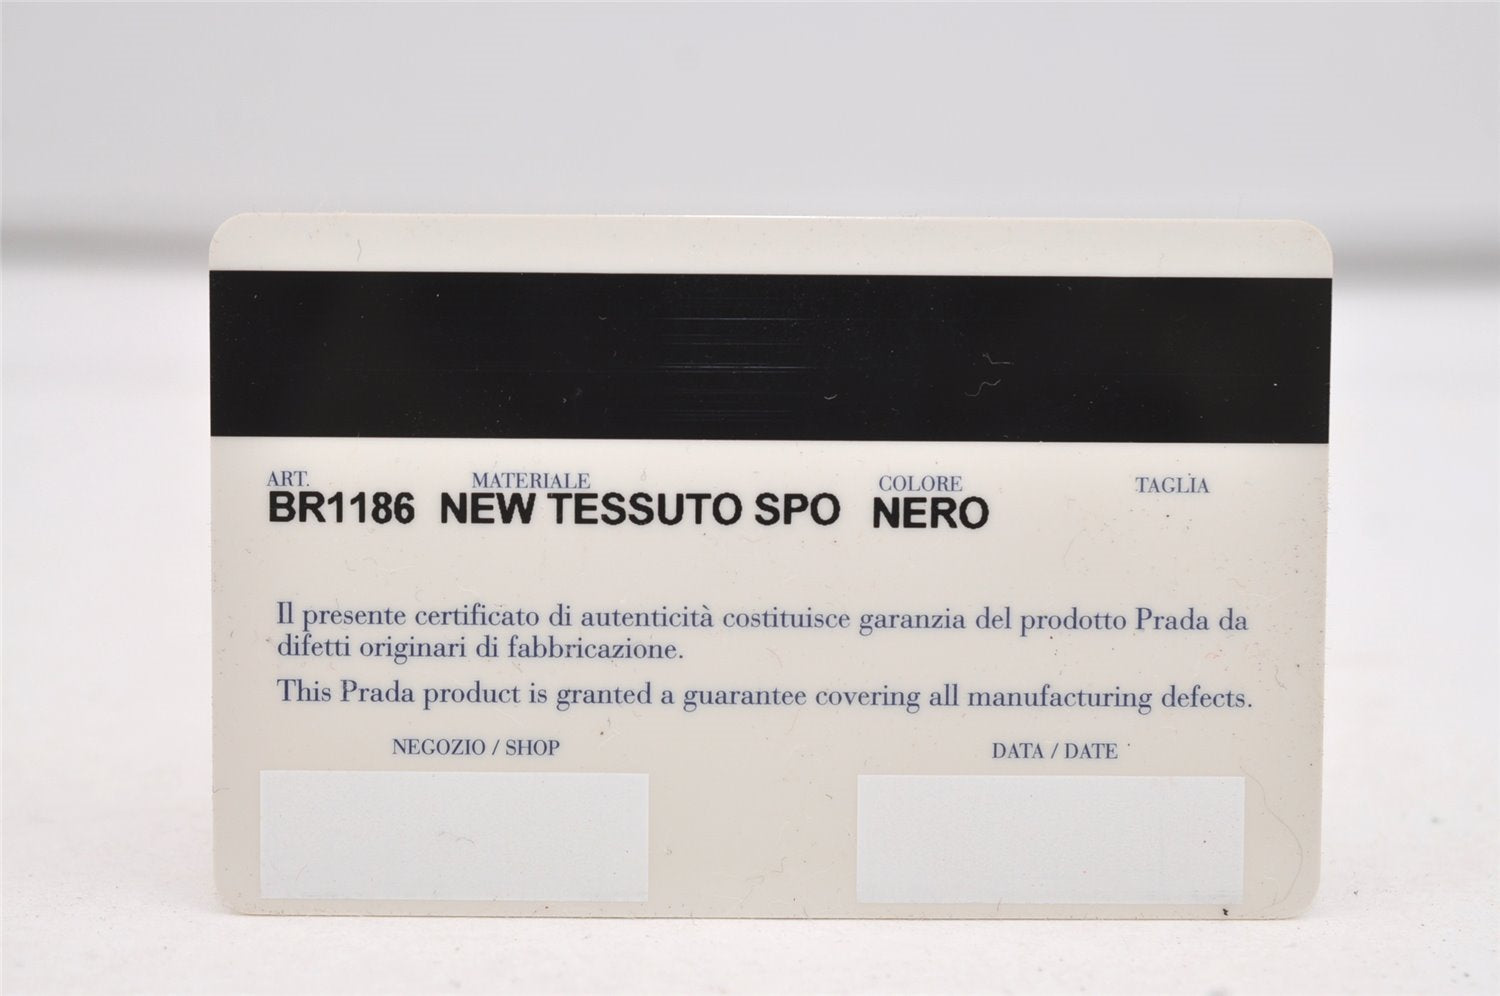 ART. MATERIALE COLORE TAGLIA
BR1186 NEW TESSUTO SPO NERO
Il presente certificato di autenticità costituisce garanzia del prodotto Prada da
difetti originari di fabbricazione.
This Prada product is granted a guarantee covering all manufacturing defects.
NEGOZIO / SHOP DATA / DATE